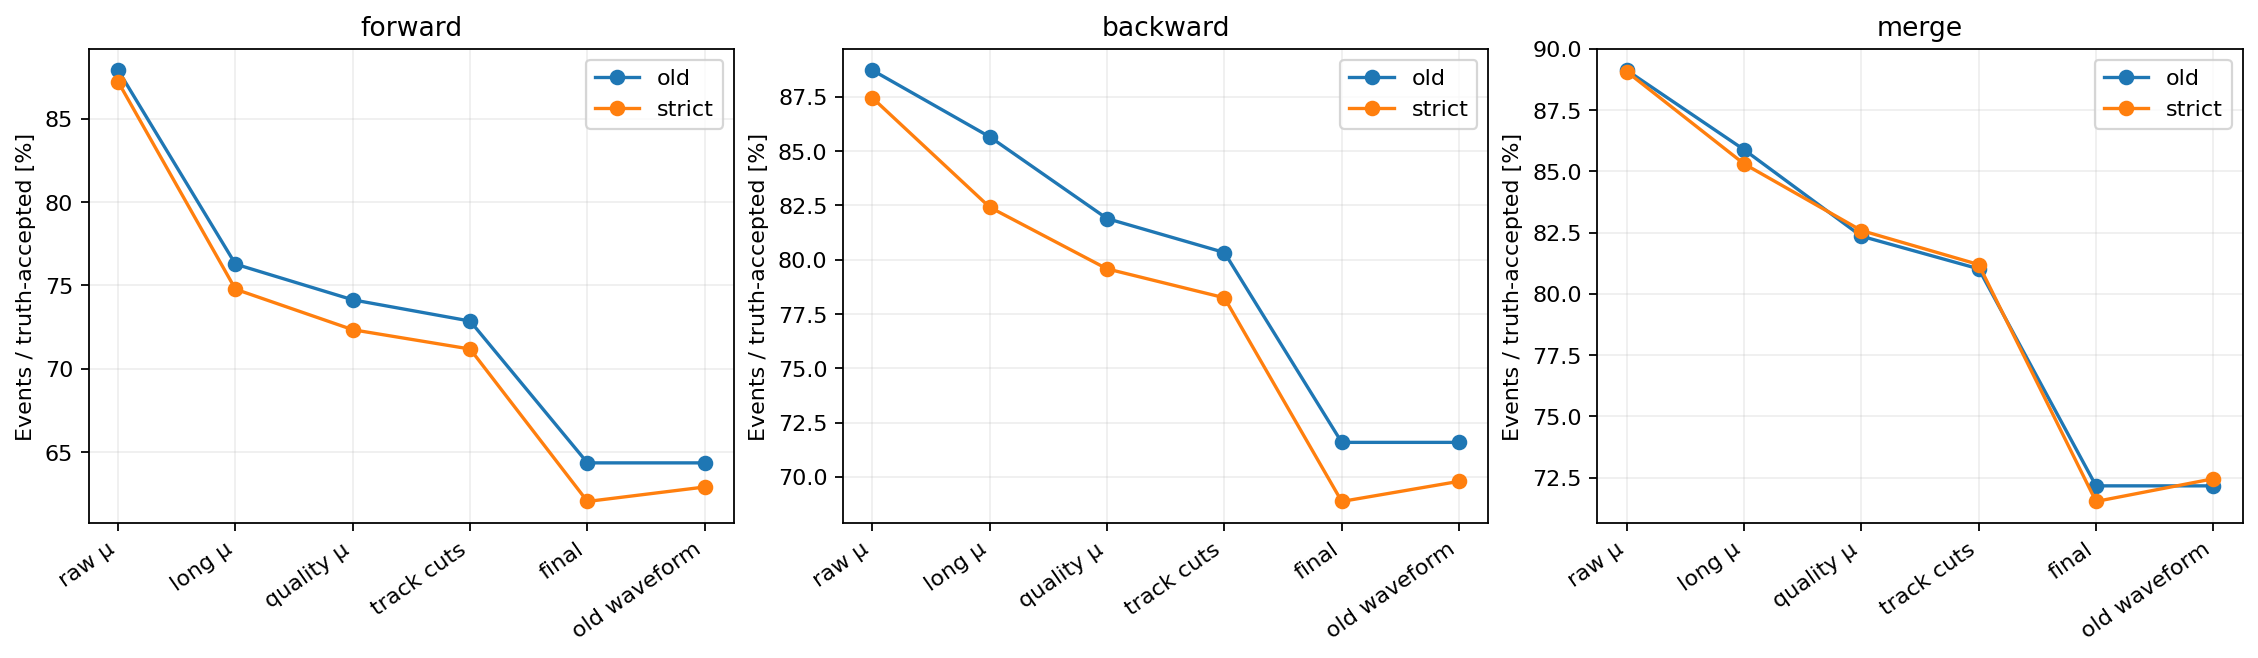 forward
Events / truth-accepted [%]
85
80
75
70
65
old
strict
raw μ
long μ
quality μ
track cuts
final
old waveform
backward
Events / truth-accepted [%]
87.5
85.0
82.5
80.0
77.5
75.0
72.5
70.0
old
strict
raw μ
long μ
quality μ
track cuts
final
old waveform
merge
Events / truth-accepted [%]
90.0
87.5
85.0
82.5
80.0
77.5
75.0
72.5
old
strict
raw μ
long μ
quality μ
track cuts
final
old waveform